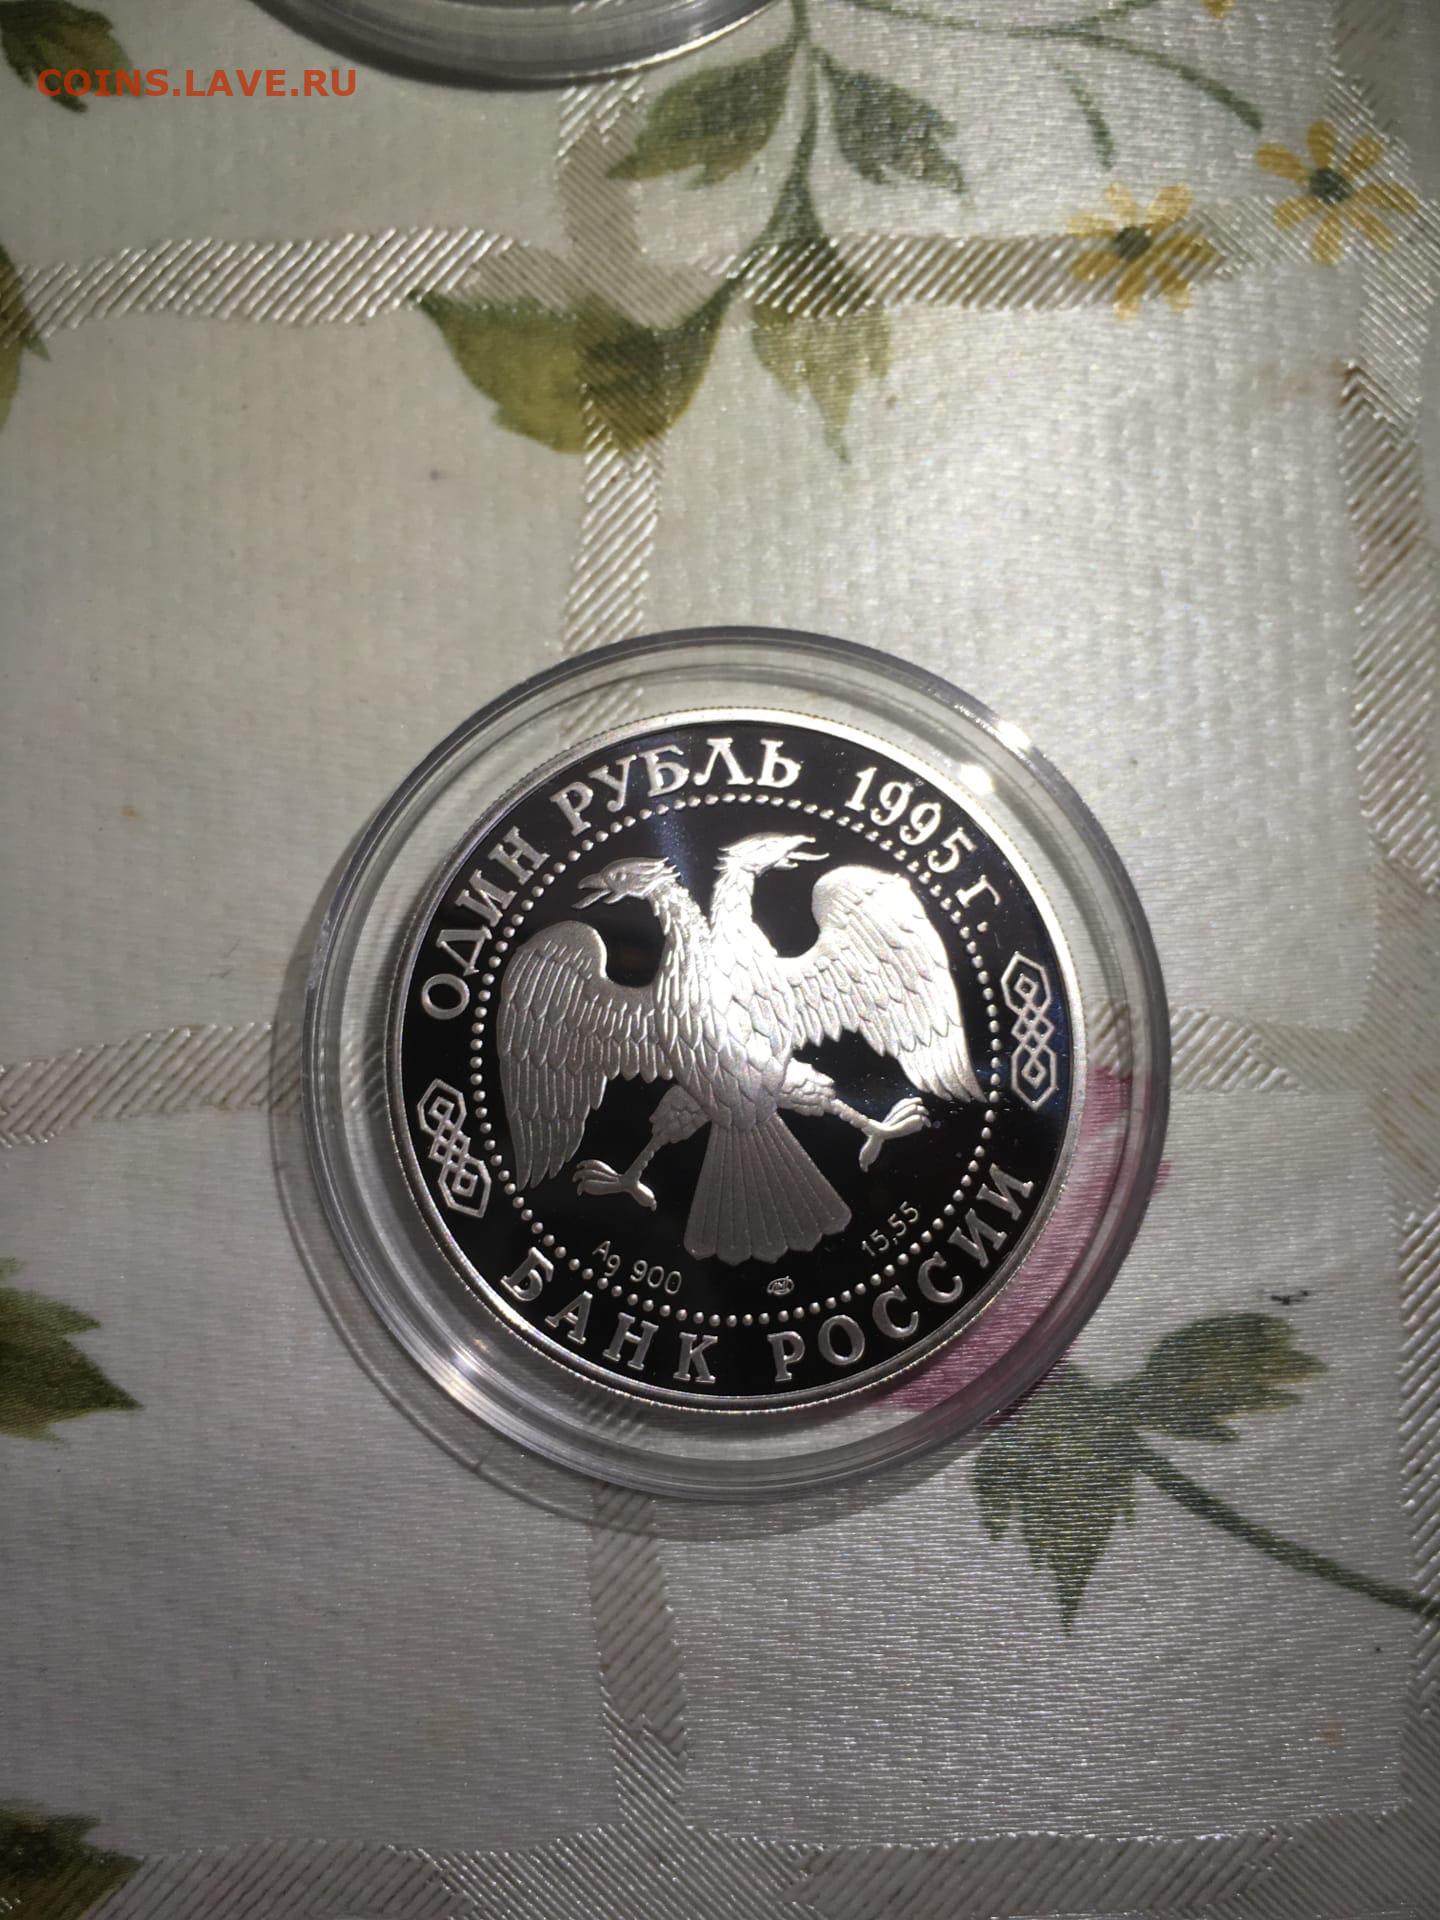 COINS.LAVE.RU
ОДИН РУБЛЬ 1995 г.
Ag 900
15,55
БАНК РОССИИ